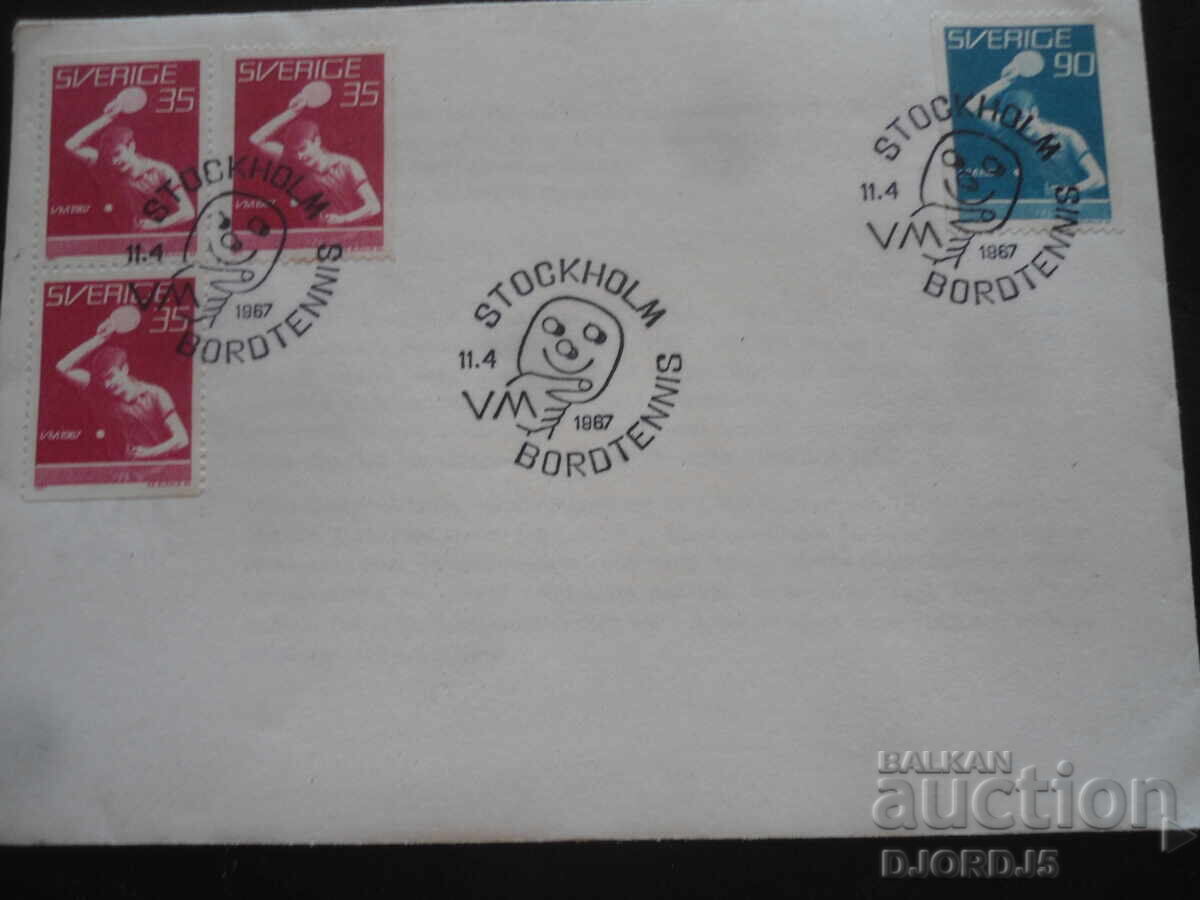 SVERIGE
35
VM 1967
SVERIGE
35
VM 1967
SVERIGE
35
VM 1967
SVERIGE
90
STOCKHOLM
11.4
VM
1967
BORDTENNIS
STOCKHOLM
11.4
VM
1967
BORDTENNIS
STOCKHOLM
11.4
VM
1967
BORDTENNIS
BALKAN
auction
DJORDJ5